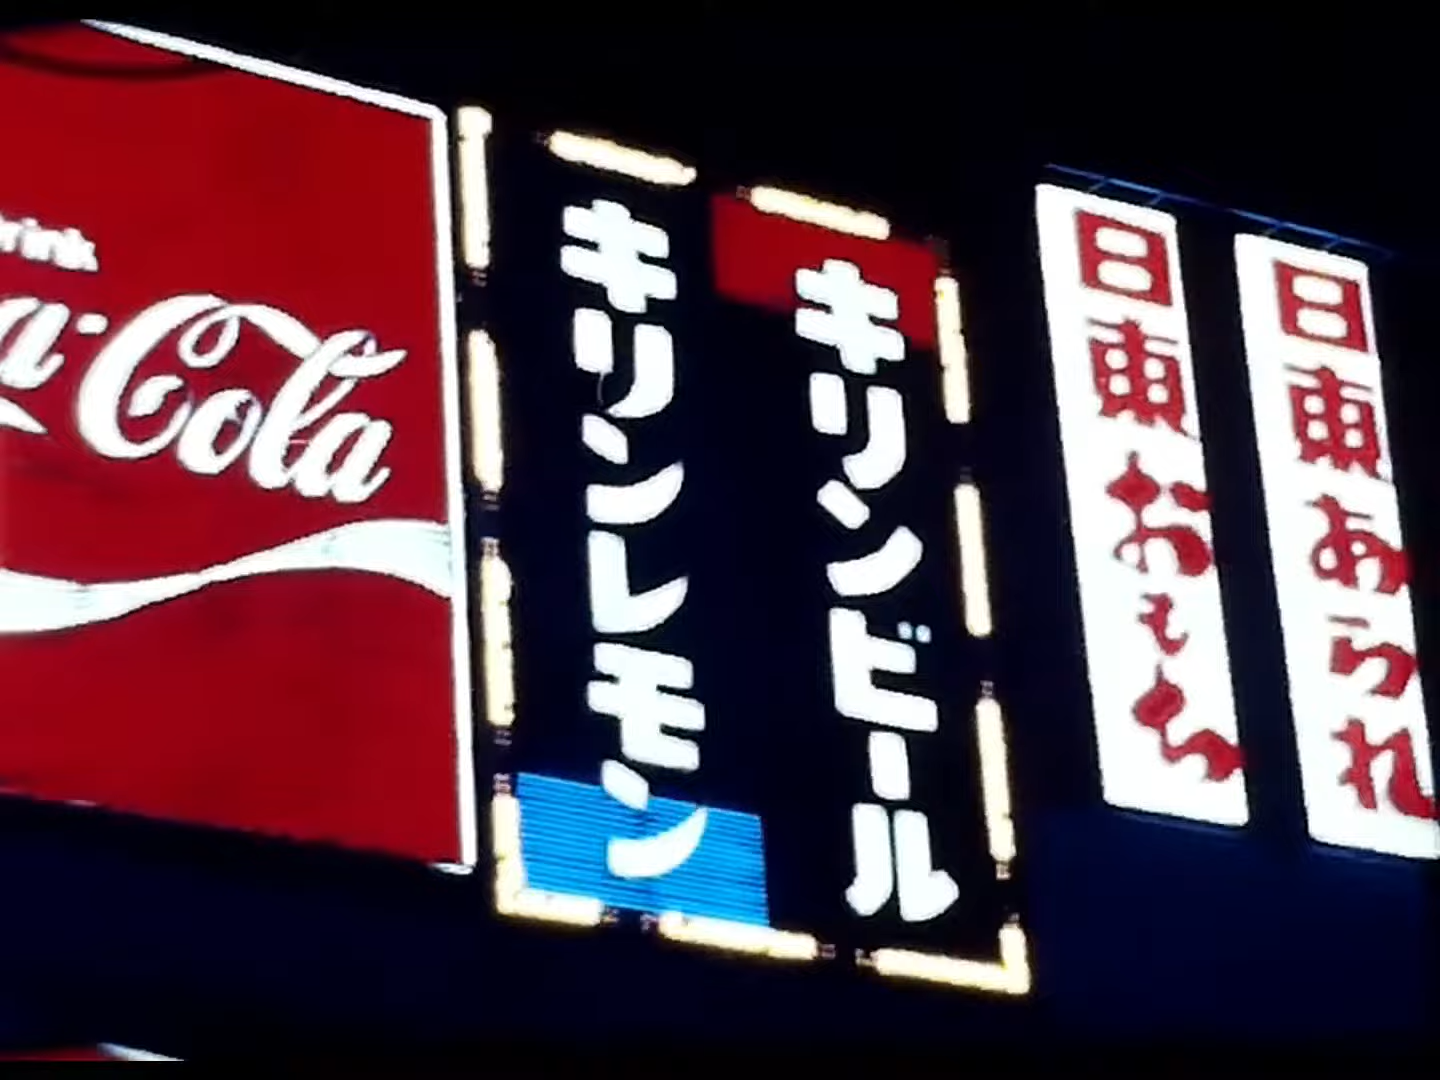 Drink
Coca-Cola
キリンレモン
キリンビール
日東おもち
日東あられ